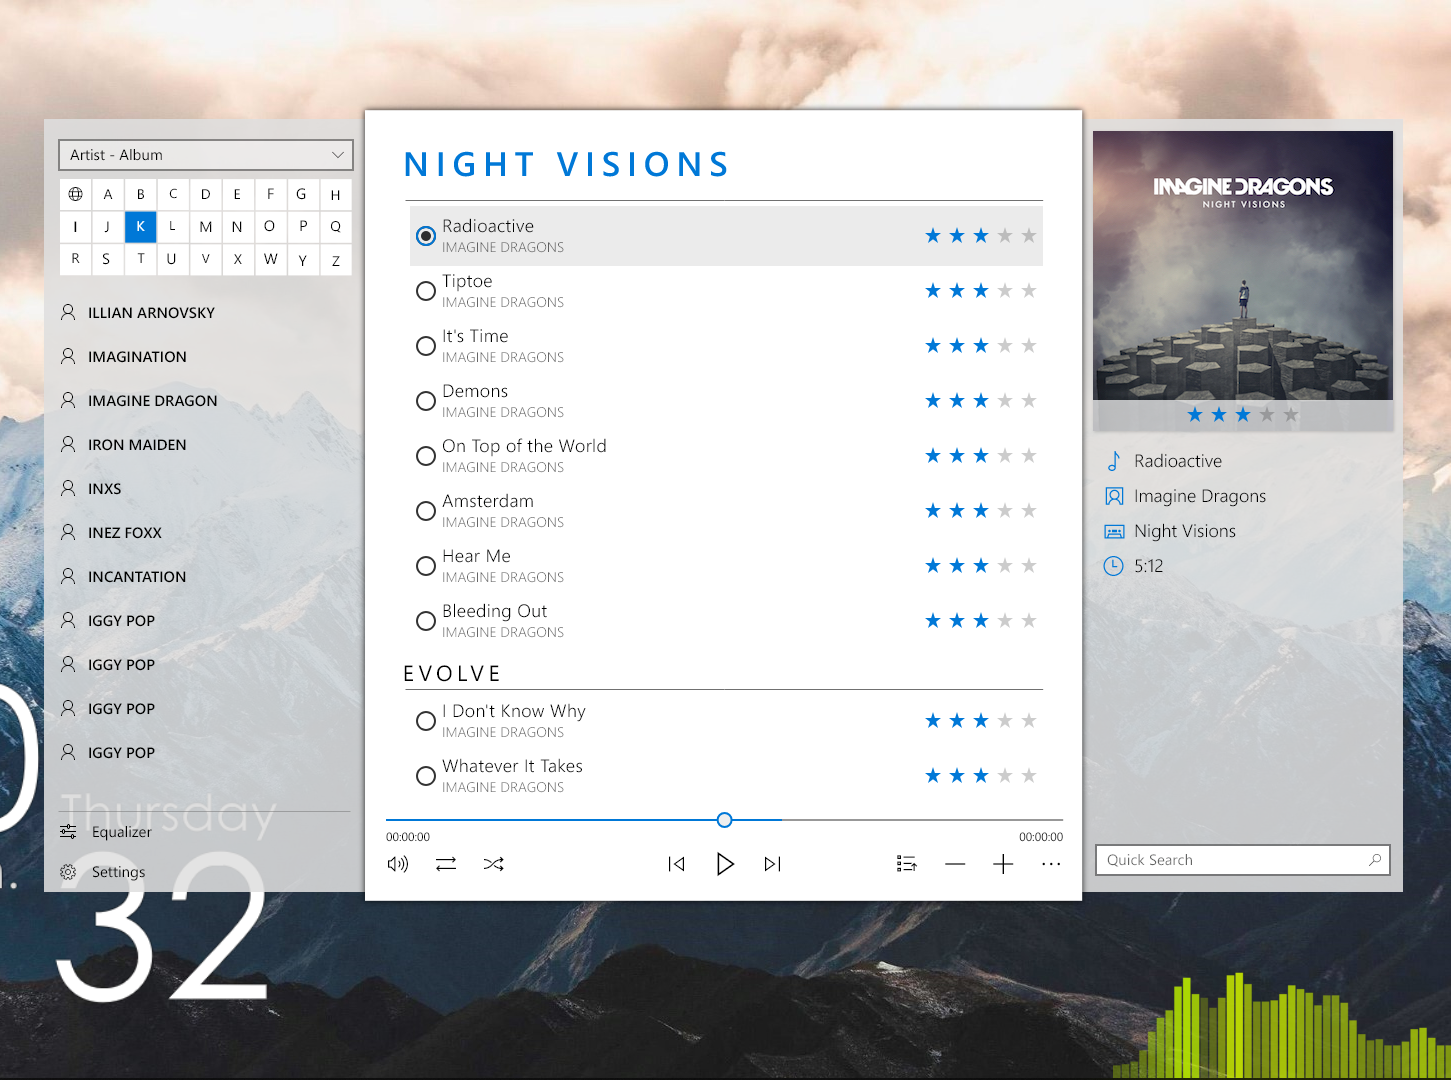 Artist - Album
A B C D E F G H
I J K L M N O P Q
R S T U V X W Y Z
ILLIAN ARNOVSKY
IMAGINATION
IMAGINE DRAGON
IRON MAIDEN
INXS
INEZ FOXX
INCANTATION
IGGY POP
IGGY POP
IGGY POP
IGGY POP
Thursday
Equalizer
Settings
32
NIGHT VISIONS
Radioactive
IMAGINE DRAGONS
Tiptoe
IMAGINE DRAGONS
It's Time
IMAGINE DRAGONS
Demons
IMAGINE DRAGONS
On Top of the World
IMAGINE DRAGONS
Amsterdam
IMAGINE DRAGONS
Hear Me
IMAGINE DRAGONS
Bleeding Out
IMAGINE DRAGONS
EVOLVE
I Don't Know Why
IMAGINE DRAGONS
Whatever It Takes
IMAGINE DRAGONS
00:00:00 00:00:00
IMAGINE DRAGONS
NIGHT VISIONS
Radioactive
Imagine Dragons
Night Visions
5:12
Quick Search